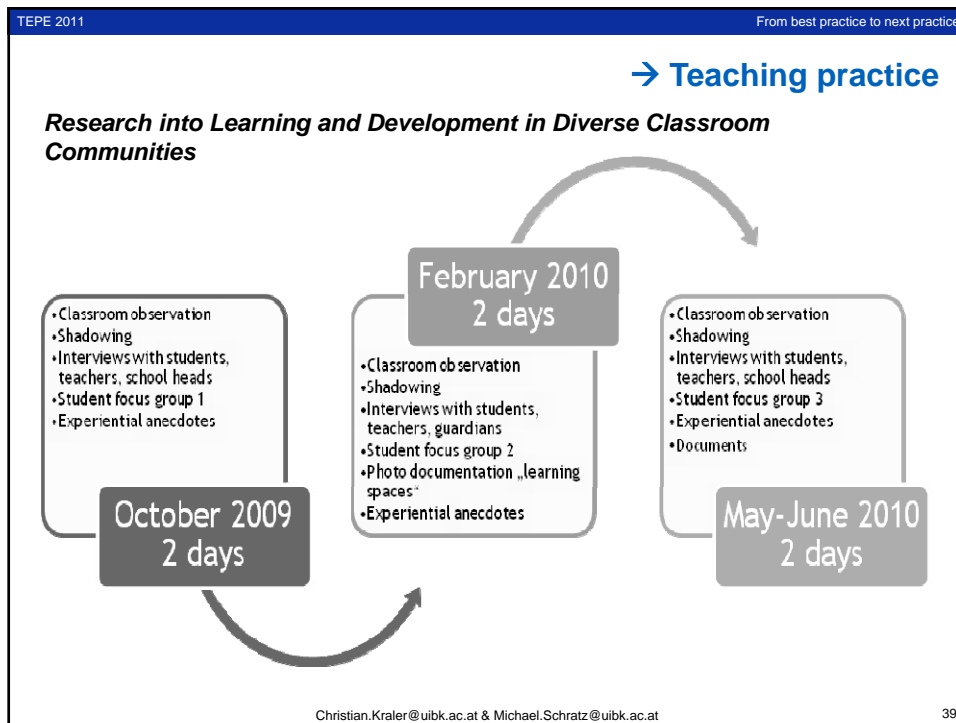 TEPE 2011
From best practice to next practice
→ Teaching practice
Research into Learning and Development in Diverse Classroom
Communities
•Classroom observation
•Shadowing
•Interviews with students,
teachers, school heads
•Student focus group 1
•Experiential anecdotes
October 2009
2 days
February 2010
2 days
•Classroom observation
•Shadowing
•Interviews with students,
teachers, guardians
•Student focus group 2
•Photo documentation „learning
spaces“
•Experiential anecdotes
•Classroom observation
•Shadowing
•Interviews with students,
teachers, school heads
•Student focus group 3
•Experiential anecdotes
•Documents
May-June 2010
2 days
Christian.Kraler@uibk.ac.at & Michael.Schratz@uibk.ac.at
39